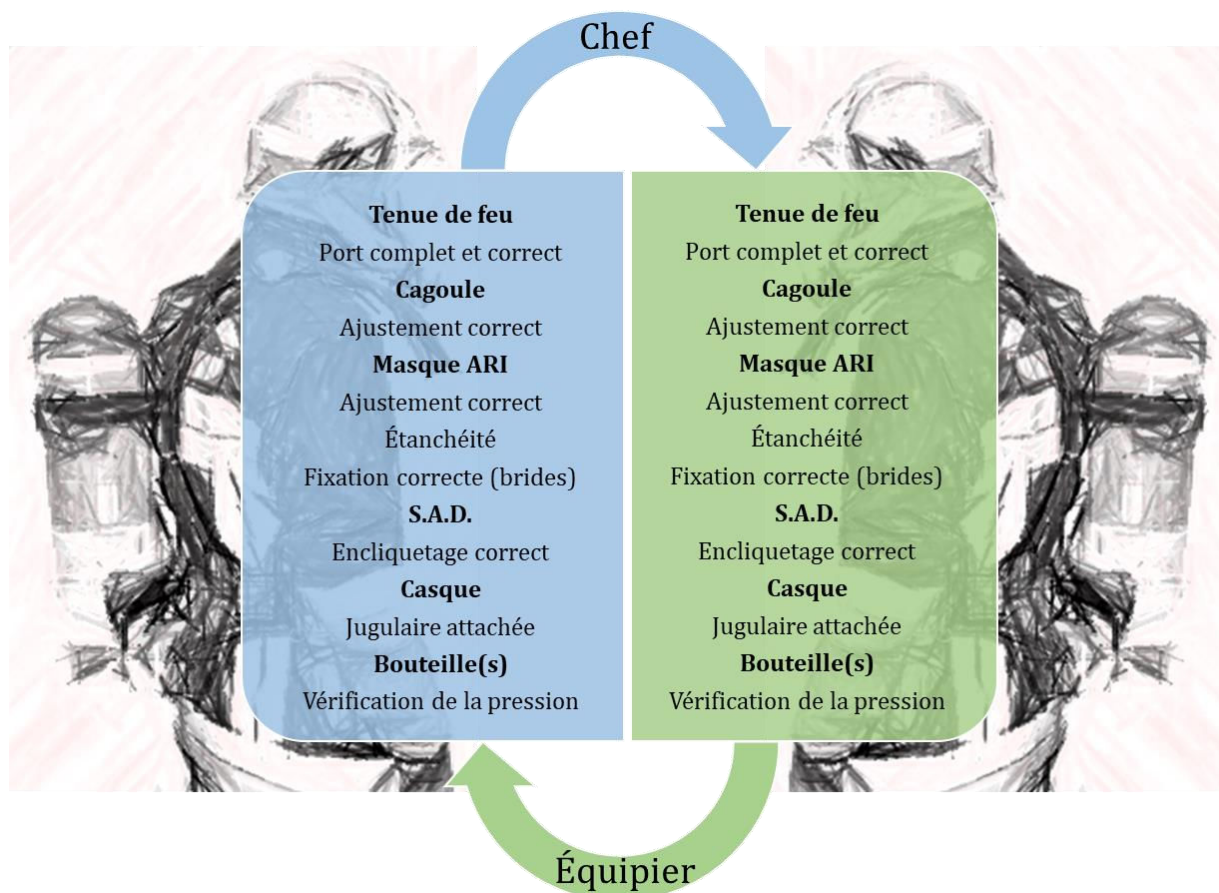 Chef
Tenue de feu
Port complet et correct
Cagoule
Ajustement correct
Masque ARI
Ajustement correct
Étanchéité
Fixation correcte (brides)
S.A.D.
Encliquetage correct
Casque
Jugulaire attachée
Bouteille(s)
Vérification de la pression
Tenue de feu
Port complet et correct
Cagoule
Ajustement correct
Masque ARI
Ajustement correct
Étanchéité
Fixation correcte (brides)
S.A.D.
Encliquetage correct
Casque
Jugulaire attachée
Bouteille(s)
Vérification de la pression
Équipier